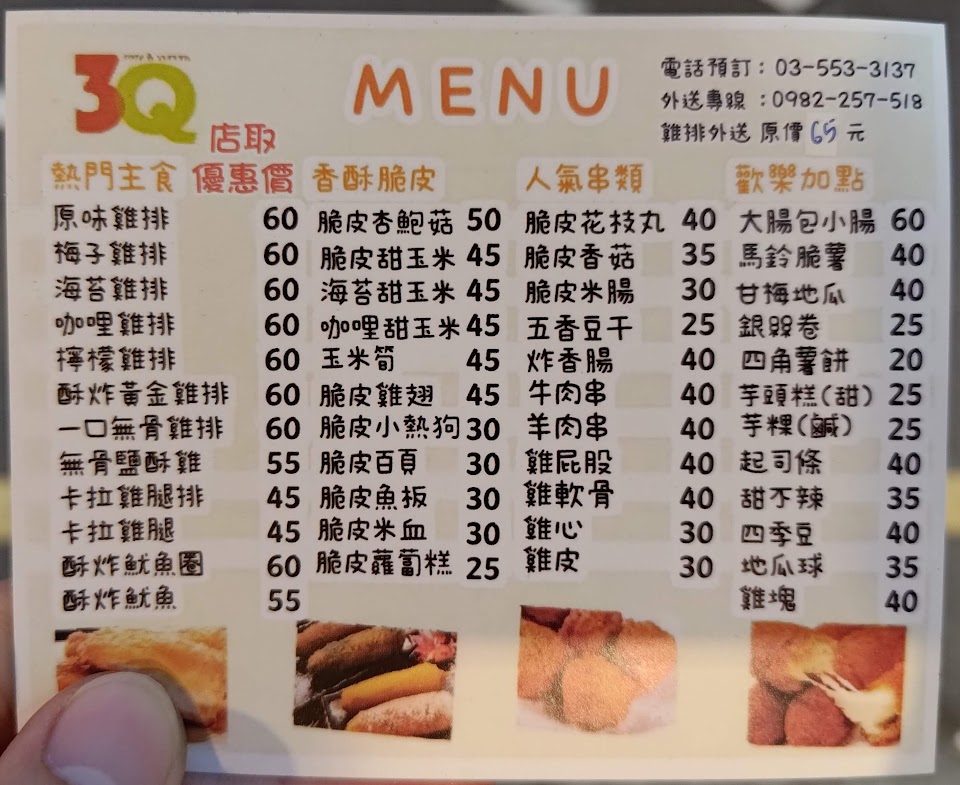 3Q
MENU
電話預訂：03-553-3137
外送專線：0982-257-518
雞排外送 原價 65 元
店取
優惠價
熱門主食
原味雞排 60
梅子雞排 60
海苔雞排 60
咖哩雞排 60
檸檬雞排 60
酥炸黃金雞排 60
一口無骨雞排 60
無骨鹽酥雞 55
卡拉雞腿排 45
卡拉雞腿 45
酥炸魷魚圈 60
酥炸魷魚 55
香酥脆皮
脆皮杏鮑菇 50
脆皮甜玉米 45
海苔甜玉米 45
咖哩甜玉米 45
玉米筍 45
脆皮雞翅 45
脆皮小熱狗 30
脆皮百頁 30
脆皮魚板 30
脆皮米血 30
脆皮蘿蔔糕 25
人氣串類
脆皮花枝丸 40
脆皮香菇 35
脆皮米腸 30
五香豆干 25
炸香腸 40
牛肉串 40
羊肉串 40
雞屁股 40
雞軟骨 40
雞心 30
雞皮 30
歡樂加點
大腸包小腸 60
馬鈴脆薯 40
甘梅地瓜 40
銀絲卷 25
四角薯餅 20
芋頭糕(甜) 25
芋粿(鹹) 25
起司條 40
甜不辣 35
四季豆 40
地瓜球 35
雞塊 40